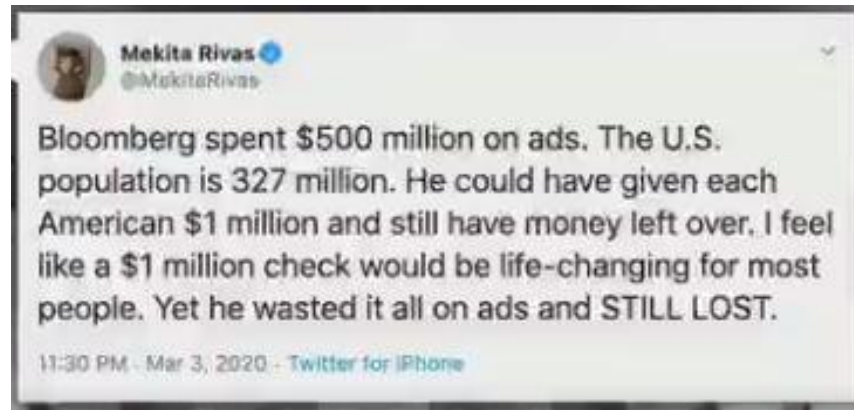 Mekita Rivas
@MekitaRivas
Bloomberg spent $500 million on ads. The U.S.
population is 327 million. He could have given each
American $1 million and still have money left over. I feel
like a $1 million check would be life-changing for most
people. Yet he wasted it all on ads and STILL LOST.
11:30 PM · Mar 3, 2020 · Twitter for iPhone